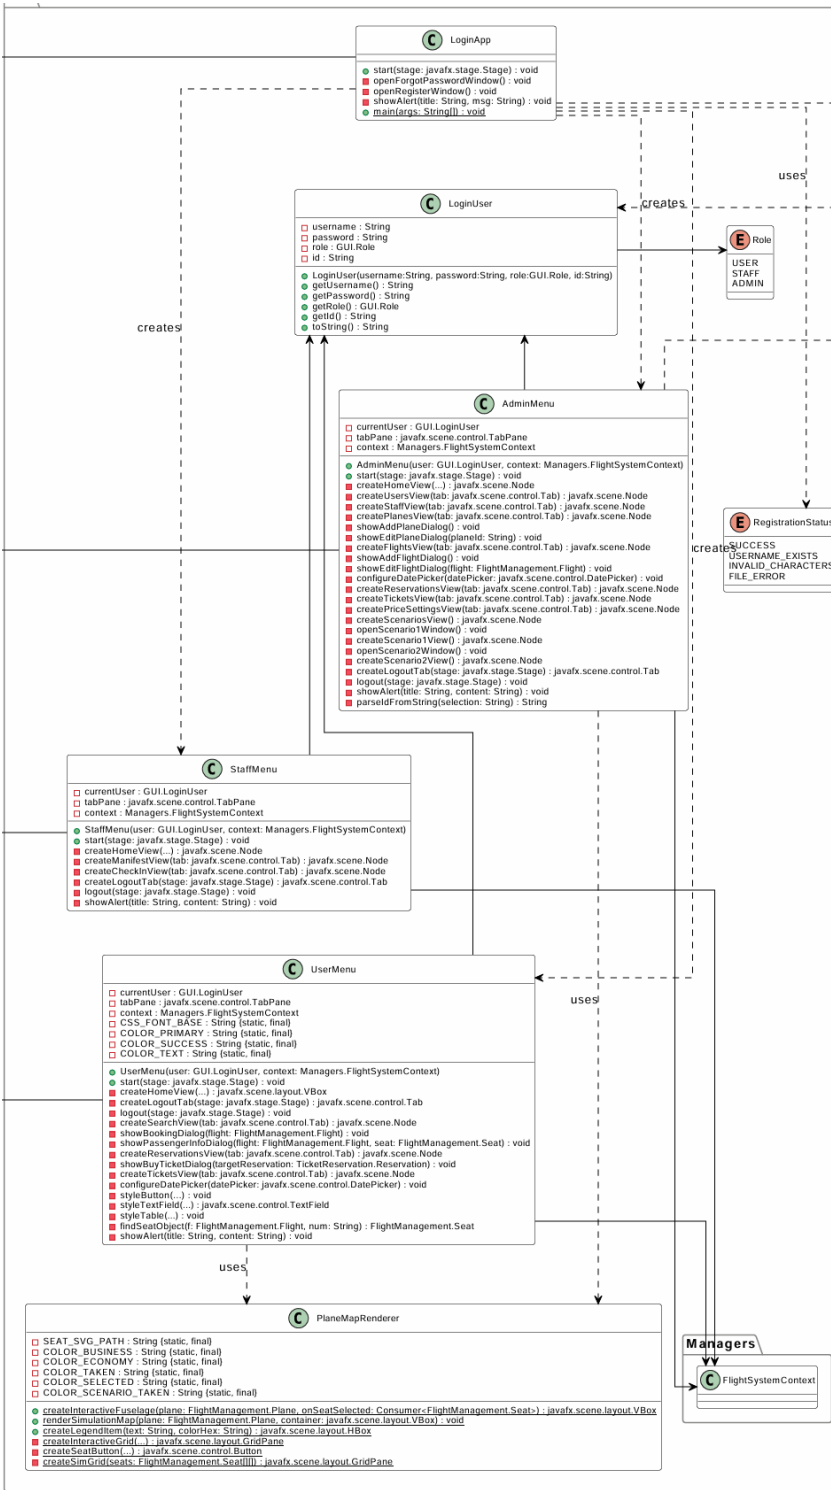 C LoginApp
start(stage: javafx.stage.Stage) : void
openForgotPasswordWindow() : void
openRegisterWindow() : void
showAlert(title: String, msg: String) : void
main(args: String[]) : void
uses
creates
C LoginUser
username : String
password : String
role : GUI.Role
id : String
LoginUser(username:String, password:String, role:GUI.Role, id:String)
getUsername() : String
getPassword() : String
getRole() : GUI.Role
getId() : String
toString() : String
E Role
USER
STAFF
ADMIN
creates
C AdminMenu
currentUser : GUI.LoginUser
tabPane : javafx.scene.control.TabPane
context : Managers.FlightSystemContext
AdminMenu(user: GUI.LoginUser, context: Managers.FlightSystemContext)
start(stage: javafx.stage.Stage) : void
createHomeView(...) : javafx.scene.Node
createUsersView(tab: javafx.scene.control.Tab) : javafx.scene.Node
createStaffView(tab: javafx.scene.control.Tab) : javafx.scene.Node
createPlanesView(tab: javafx.scene.control.Tab) : javafx.scene.Node
showAddPlaneDialog() : void
showEditPlaneDialog(planeId: String) : void
createFlightsView(tab: javafx.scene.control.Tab) : javafx.scene.Node
showAddFlightDialog() : void
showEditFlightDialog(flight: FlightManagement.Flight) : void
configureDatePicker(datePicker: javafx.scene.control.DatePicker) : void
createReservationsView(tab: javafx.scene.control.Tab) : javafx.scene.Node
createTicketsView(tab: javafx.scene.control.Tab) : javafx.scene.Node
createPriceSettingsView(tab: javafx.scene.control.Tab) : javafx.scene.Node
createScenariosView() : javafx.scene.Node
openScenario1Window() : void
createScenario1View() : javafx.scene.Node
openScenario2Window() : void
createScenario2View() : javafx.scene.Node
createLogoutTab(stage: javafx.stage.Stage) : javafx.scene.control.Tab
logout(stage: javafx.stage.Stage) : void
showAlert(title: String, content: String) : void
parseIdFromString(selection: String) : String
E RegistrationStatus
SUCCESS
USERNAME_EXISTS
INVALID_CHARACTERS
FILE_ERROR
creates
C StaffMenu
currentUser : GUI.LoginUser
tabPane : javafx.scene.control.TabPane
context : Managers.FlightSystemContext
StaffMenu(user: GUI.LoginUser, context: Managers.FlightSystemContext)
start(stage: javafx.stage.Stage) : void
createHomeView(...) : javafx.scene.Node
createManifestView(tab: javafx.scene.control.Tab) : javafx.scene.Node
createCheckInView(tab: javafx.scene.control.Tab) : javafx.scene.Node
createLogoutTab(stage: javafx.stage.Stage) : javafx.scene.control.Tab
logout(stage: javafx.stage.Stage) : void
showAlert(title: String, content: String) : void
C UserMenu
currentUser : GUI.LoginUser
tabPane : javafx.scene.control.TabPane
context : Managers.FlightSystemContext
CSS_FONT_BASE : String {static, final}
COLOR_PRIMARY : String {static, final}
COLOR_SUCCESS : String {static, final}
COLOR_TEXT : String {static, final}
UserMenu(user: GUI.LoginUser, context: Managers.FlightSystemContext)
start(stage: javafx.stage.Stage) : void
createHomeView(...) : javafx.scene.layout.VBox
createLogoutTab(stage: javafx.stage.Stage) : javafx.scene.control.Tab
logout(stage: javafx.stage.Stage) : void
createSearchView(tab: javafx.scene.control.Tab) : javafx.scene.Node
showBookingDialog(flight: FlightManagement.Flight) : void
showPassengerInfoDialog(flight: FlightManagement.Flight, seat: FlightManagement.Seat) : void
createReservationsView(tab: javafx.scene.control.Tab) : javafx.scene.Node
showBuyTicketDialog(targetReservation: TicketReservation.Reservation) : void
createTicketsView(tab: javafx.scene.control.Tab) : javafx.scene.Node
configureDatePicker(datePicker: javafx.scene.control.DatePicker) : void
styleButton(...) : void
styleTextField(...) : javafx.scene.control.TextField
styleTable(...) : void
findSeatObject(f: FlightManagement.Flight, num: String) : FlightManagement.Seat
showAlert(title: String, content: String) : void
uses
uses
C PlaneMapRenderer
SEAT_SVG_PATH : String {static, final}
COLOR_BUSINESS : String {static, final}
COLOR_ECONOMY : String {static, final}
COLOR_TAKEN : String {static, final}
COLOR_SELECTED : String {static, final}
COLOR_SCENARIO_TAKEN : String {static, final}
createInteractiveFuselage(plane: FlightManagement.Plane, onSeatSelected: Consumer<FlightManagement.Seat>) : javafx.scene.layout.VBox
renderSimulationMap(plane: FlightManagement.Plane, container: javafx.scene.layout.VBox) : void
createLegendItem(text: String, colorHex: String) : javafx.scene.layout.HBox
createInteractiveGrid(...) : javafx.scene.layout.GridPane
createSeatButton(...) : javafx.scene.control.Button
createSimGrid(seats: FlightManagement.Seat[][]) : javafx.scene.layout.GridPane
Managers
C FlightSystemContext